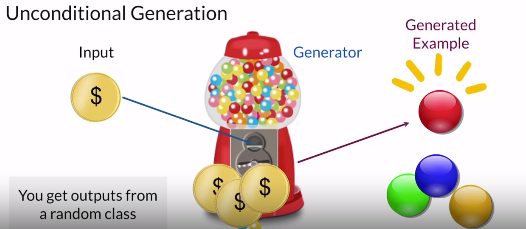 Unconditional Generation
Input
Generator
Generated
Example
$
$
$
$
You get outputs from
a random class